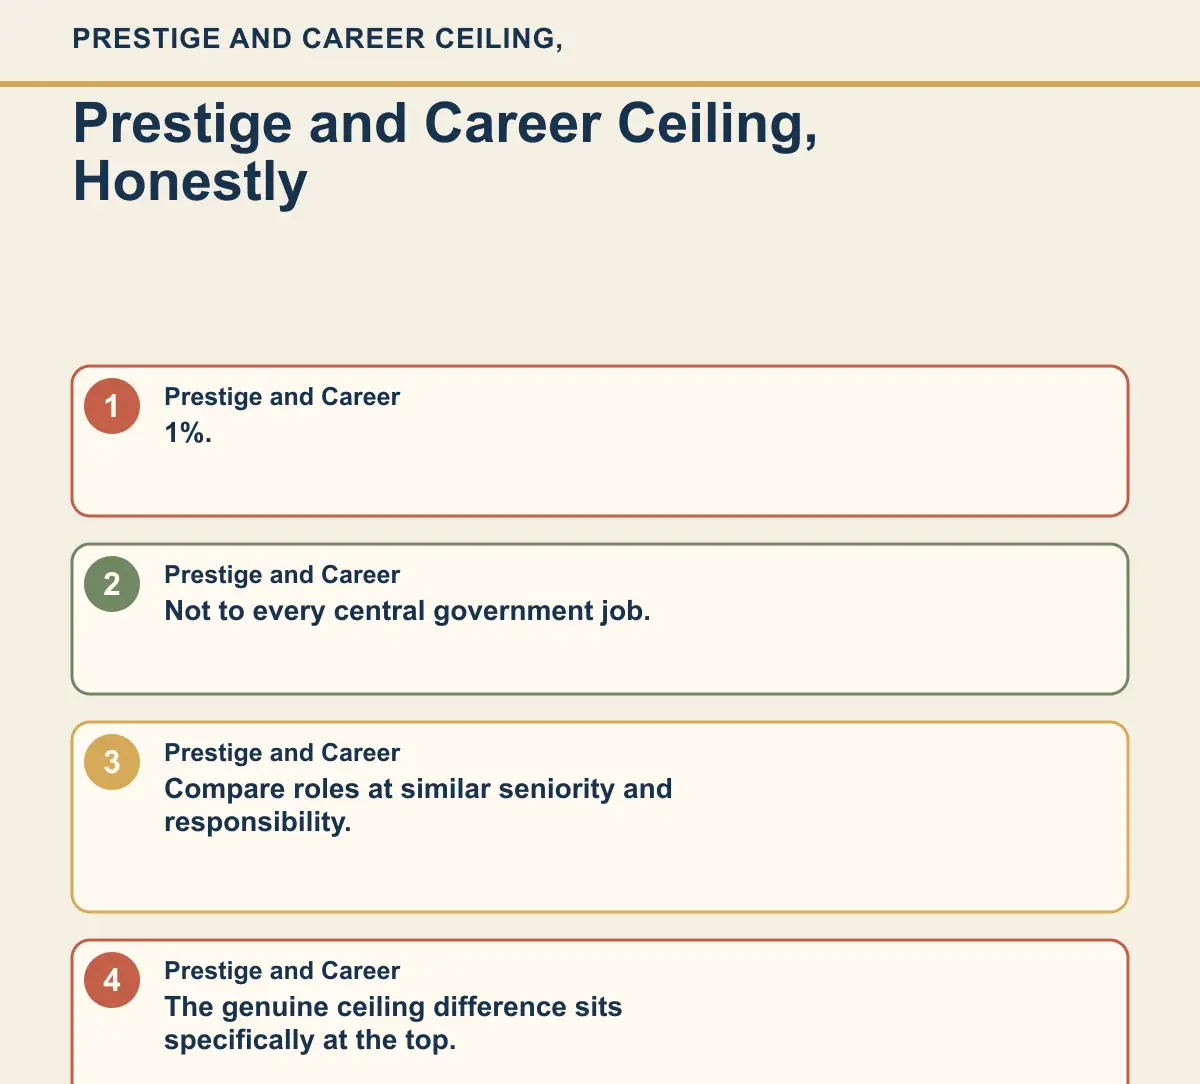 PRESTIGE AND CAREER CEILING,
Prestige and Career Ceiling,
Honestly
1
Prestige and Career
1%.
2
Prestige and Career
Not to every central government job.
3
Prestige and Career
Compare roles at similar seniority and
responsibility.
4
Prestige and Career
The genuine ceiling difference sits
specifically at the top.